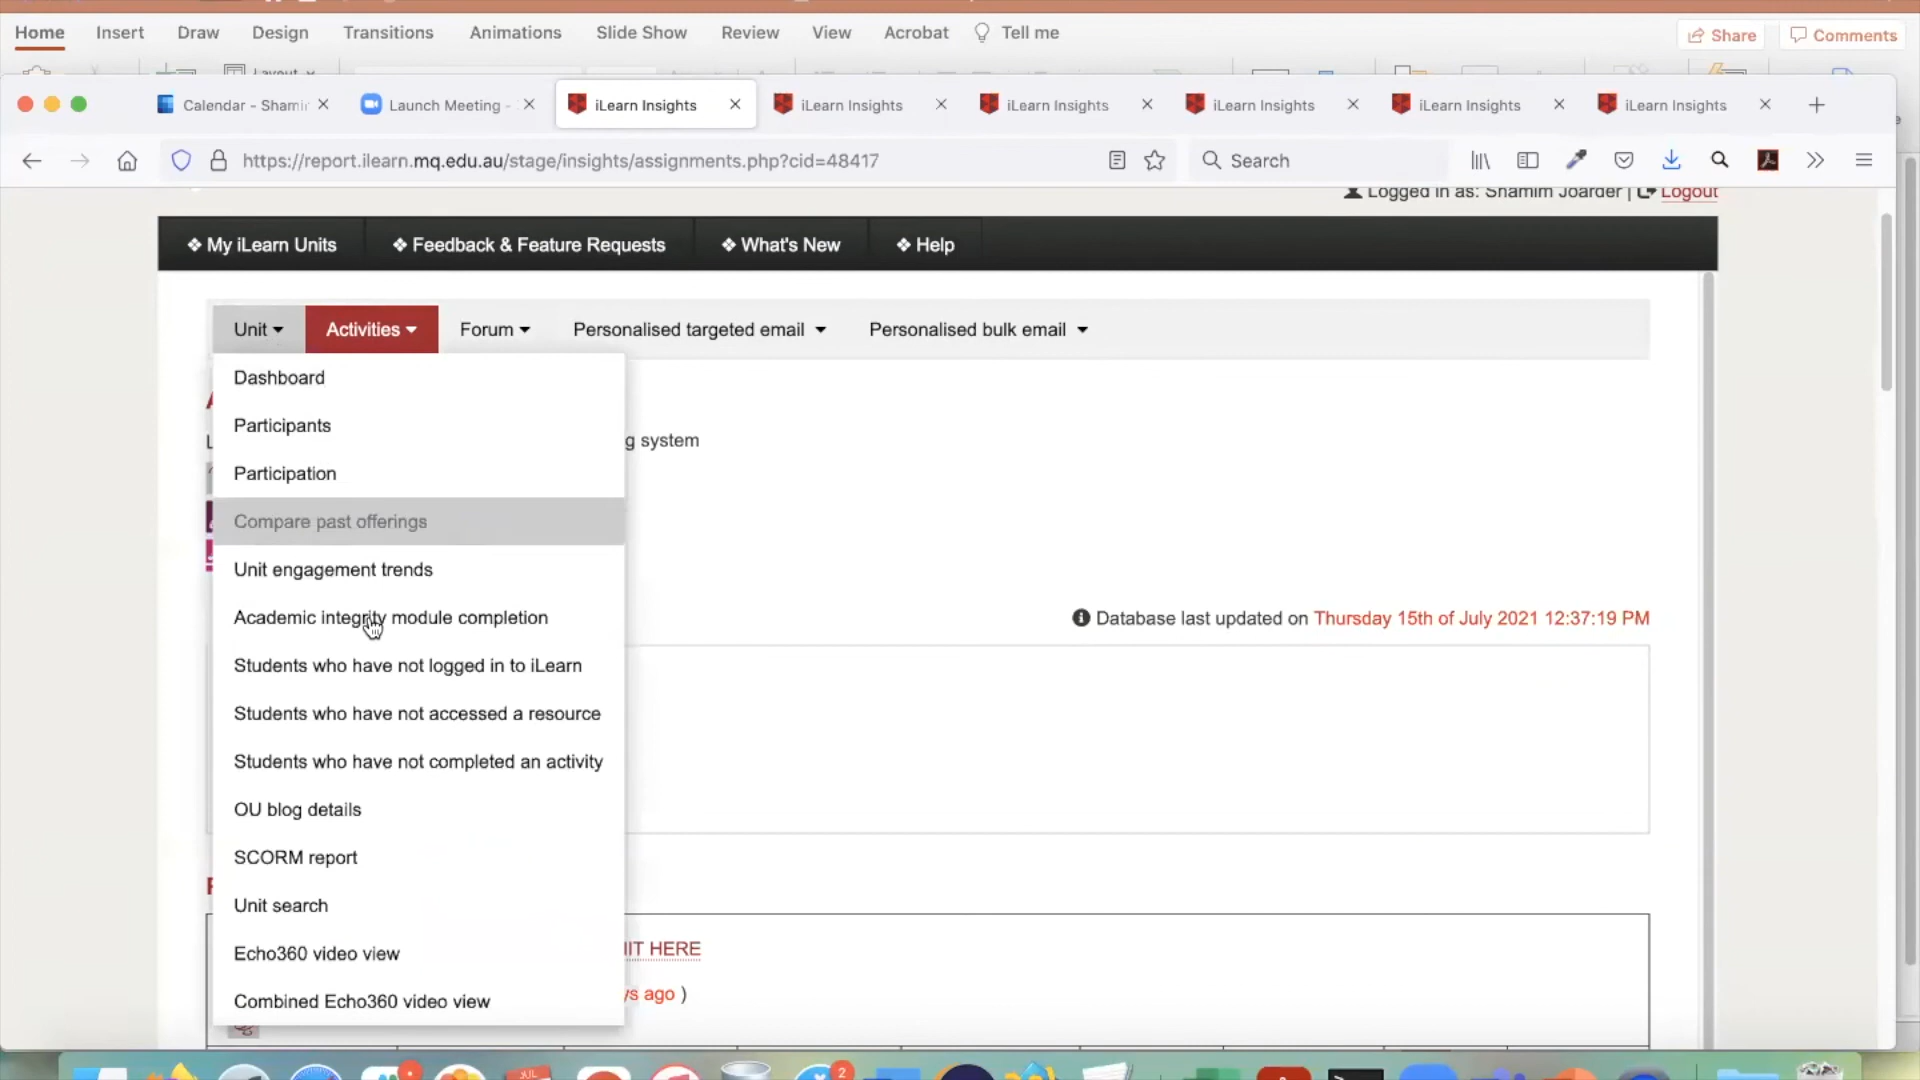 Home Insert Draw Design Transitions Animations Slide Show Review View Acrobat Tell me Share Comments
Layout
Calendar - Shami Launch Meeting - iLearn Insights iLearn Insights iLearn Insights iLearn Insights iLearn Insights iLearn Insights
https://report.ilearn.mq.edu.au/stage/insights/assignments.php?cid=48417 Search
Logged in as: Shamim Joarder | Logout
My iLearn Units Feedback & Feature Requests What's New Help
Unit Activities Forum Personalised targeted email Personalised bulk email
Dashboard
Participants
g system
Participation
Compare past offerings
Unit engagement trends
Academic integrity module completion
Database last updated on Thursday 15th of July 2021 12:37:19 PM
Students who have not logged in to iLearn
Students who have not accessed a resource
Students who have not completed an activity
OU blog details
SCORM report
Unit search
Echo360 video view
IT HERE
Combined Echo360 video view
ys ago )
JUL
2